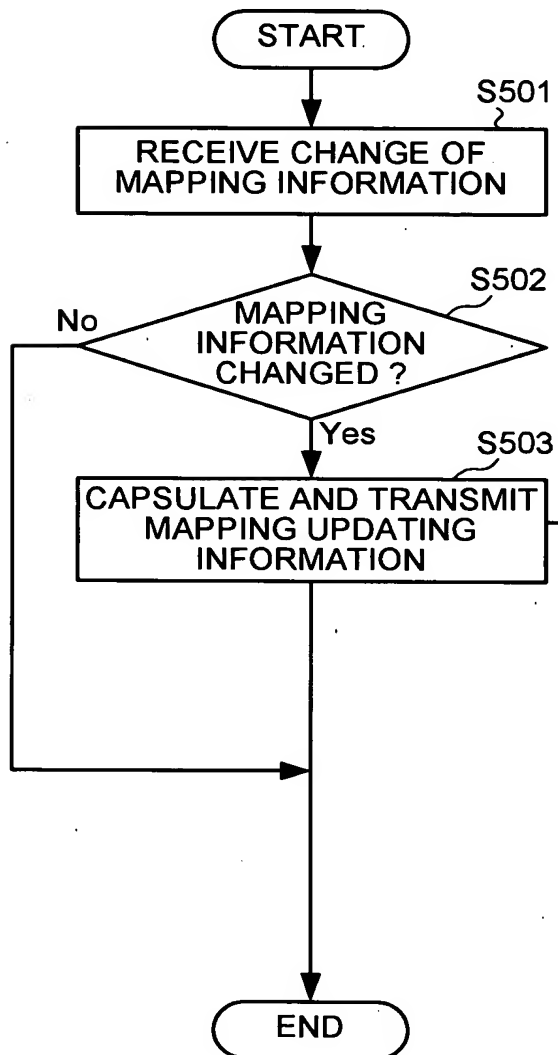 START
S501
RECEIVE CHANGE OF
MAPPING INFORMATION
S502
No
MAPPING
INFORMATION
CHANGED ?
Yes
S503
CAPSULATE AND TRANSMIT
MAPPING UPDATING
INFORMATION
END